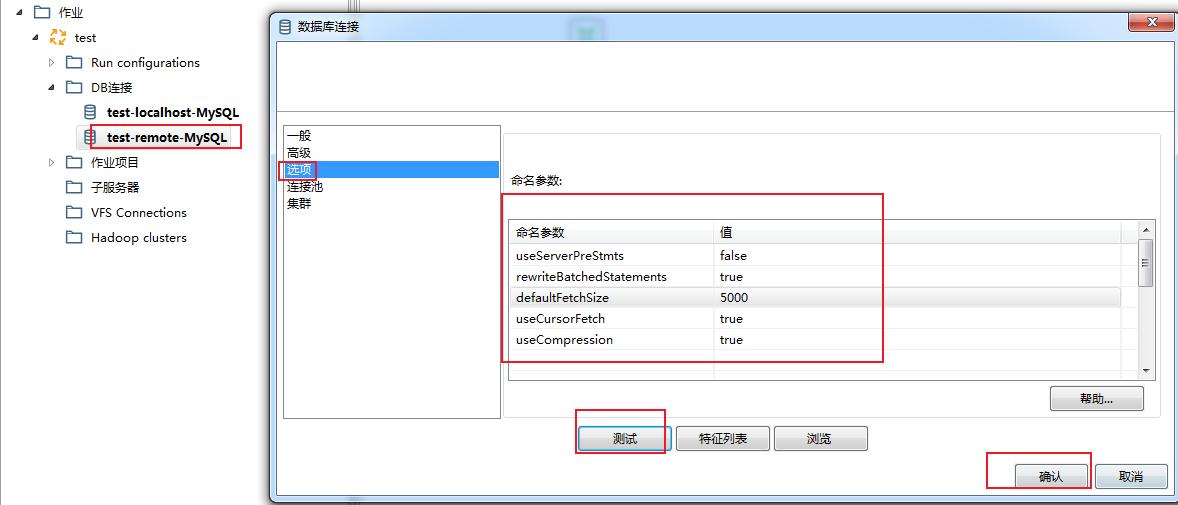 作业
test
Run configurations
DB连接
test-localhost-MySQL
test-remote-MySQL
作业项目
子服务器
VFS Connections
Hadoop clusters
数据库连接
一般
高级
选项
连接池
集群
命名参数:
命名参数 值
useServerPreStmts false
rewriteBatchedStatements true
defaultFetchSize 5000
useCursorFetch true
useCompression true
帮助...
测试 特征列表 浏览
确认 取消